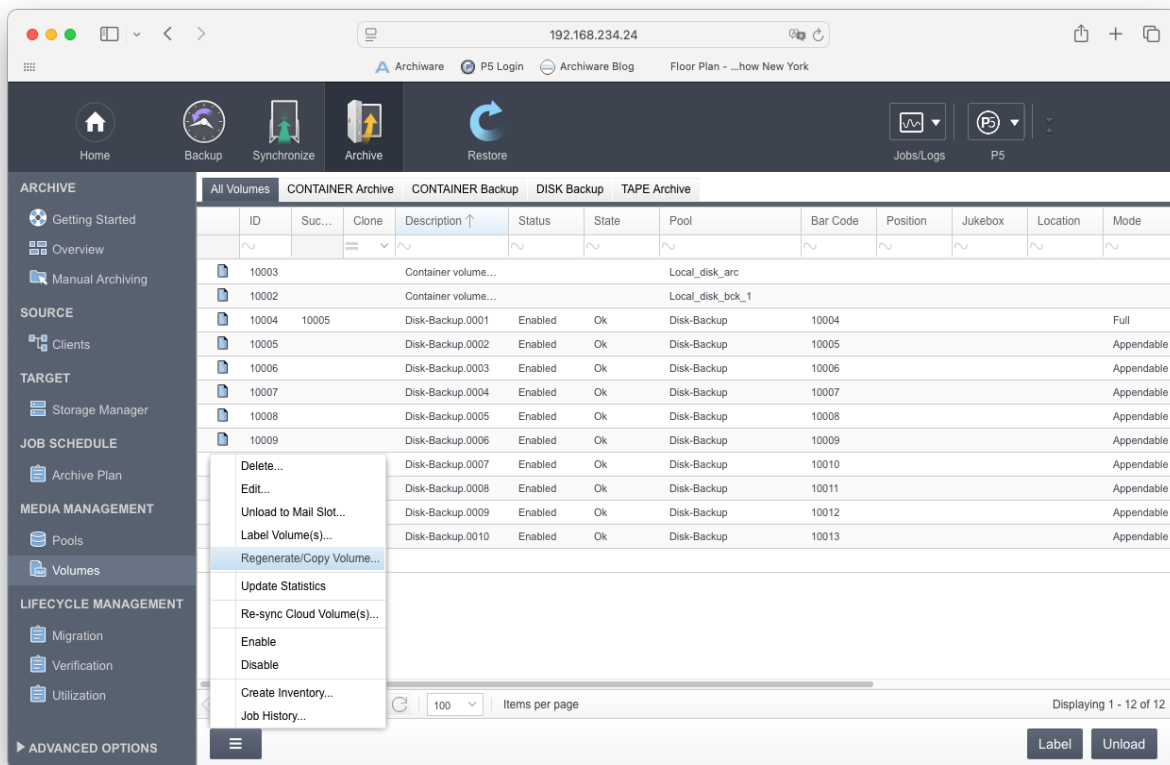 192.168.234.24
Archiware P5 Login Archiware Blog Floor Plan - ...how New York
Home Backup Synchronize Archive Restore Jobs/Logs P5
ARCHIVE
Getting Started
Overview
Manual Archiving
SOURCE
Clients
TARGET
Storage Manager
JOB SCHEDULE
Archive Plan
MEDIA MANAGEMENT
Pools
Volumes
LIFECYCLE MANAGEMENT
Migration
Verification
Utilization
ADVANCED OPTIONS
All Volumes CONTAINER Archive CONTAINER Backup DISK Backup TAPE Archive
ID Suc... Clone Description Status State Pool Bar Code Position Jukebox Location Mode
10003 Container volume... Local_disk_arc
10002 Container volume... Local_disk_bck_1
10004 10005 Disk-Backup.0001 Enabled Ok Disk-Backup 10004 Full
10005 Disk-Backup.0002 Enabled Ok Disk-Backup 10005 Appendable
10006 Disk-Backup.0003 Enabled Ok Disk-Backup 10006 Appendable
10007 Disk-Backup.0004 Enabled Ok Disk-Backup 10007 Appendable
10008 Disk-Backup.0005 Enabled Ok Disk-Backup 10008 Appendable
10009 Disk-Backup.0006 Enabled Ok Disk-Backup 10009 Appendable
Disk-Backup.0007 Enabled Ok Disk-Backup 10010 Appendable
Disk-Backup.0008 Enabled Ok Disk-Backup 10011 Appendable
Disk-Backup.0009 Enabled Ok Disk-Backup 10012 Appendable
Disk-Backup.0010 Enabled Ok Disk-Backup 10013 Appendable
Delete...
Edit...
Unload to Mail Slot...
Label Volume(s)...
Regenerate/Copy Volume...
Update Statistics
Re-sync Cloud Volume(s)...
Enable
Disable
Create Inventory...
Job History...
100 Items per page Displaying 1 - 12 of 12
Label Unload